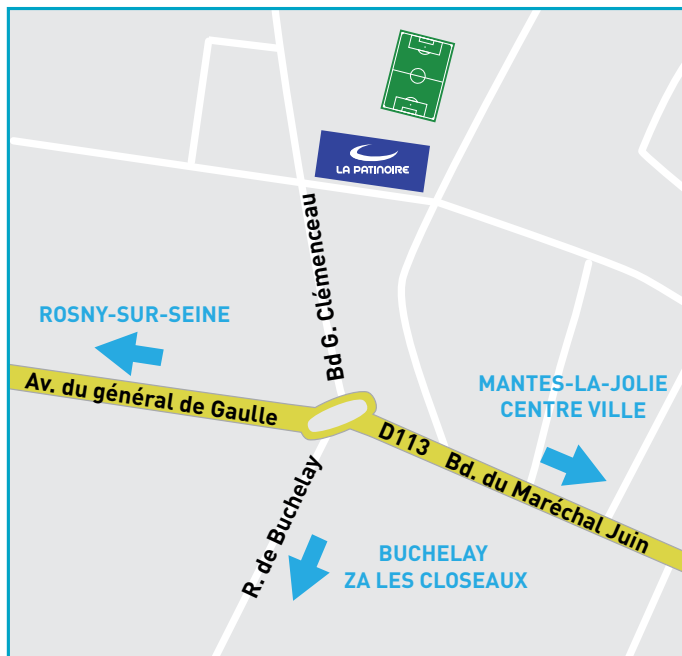 LA PATINOIRE
Bd G. Clémenceau
ROSNY-SUR-SEINE
Av. du général de Gaulle
MANTES-LA-JOLIE
CENTRE VILLE
D113 Bd. du Maréchal Juin
R. de Buchelay
BUCHELAY
ZA LES CLOSEAUX